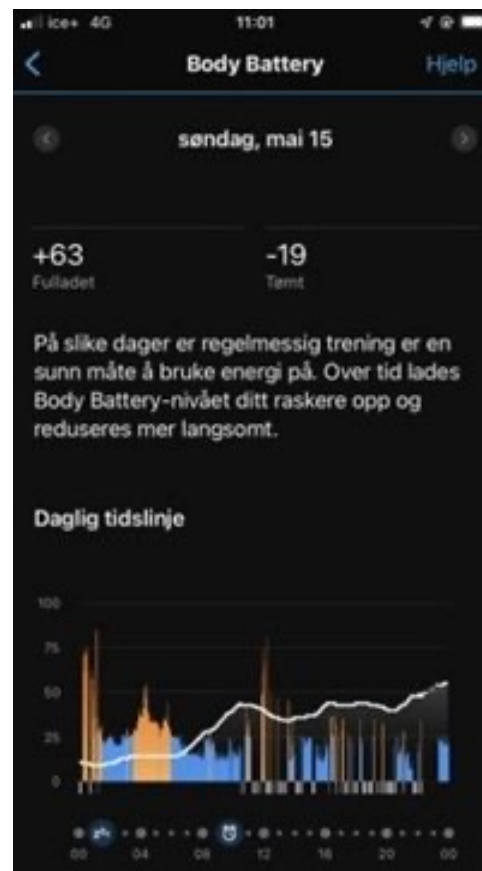 ice+ 4G 11:01
Body Battery Hjelp
søndag, mai 15
+63 -19
Fulladet Tømt
På slike dager er regelmessig trening er en
sunn måte å bruke energi på. Over tid lades
Body Battery-nivået ditt raskere opp og
reduseres mer langsomt.
Daglig tidslinje
100
75
50
25
0
00 04 08 12 16 20 00